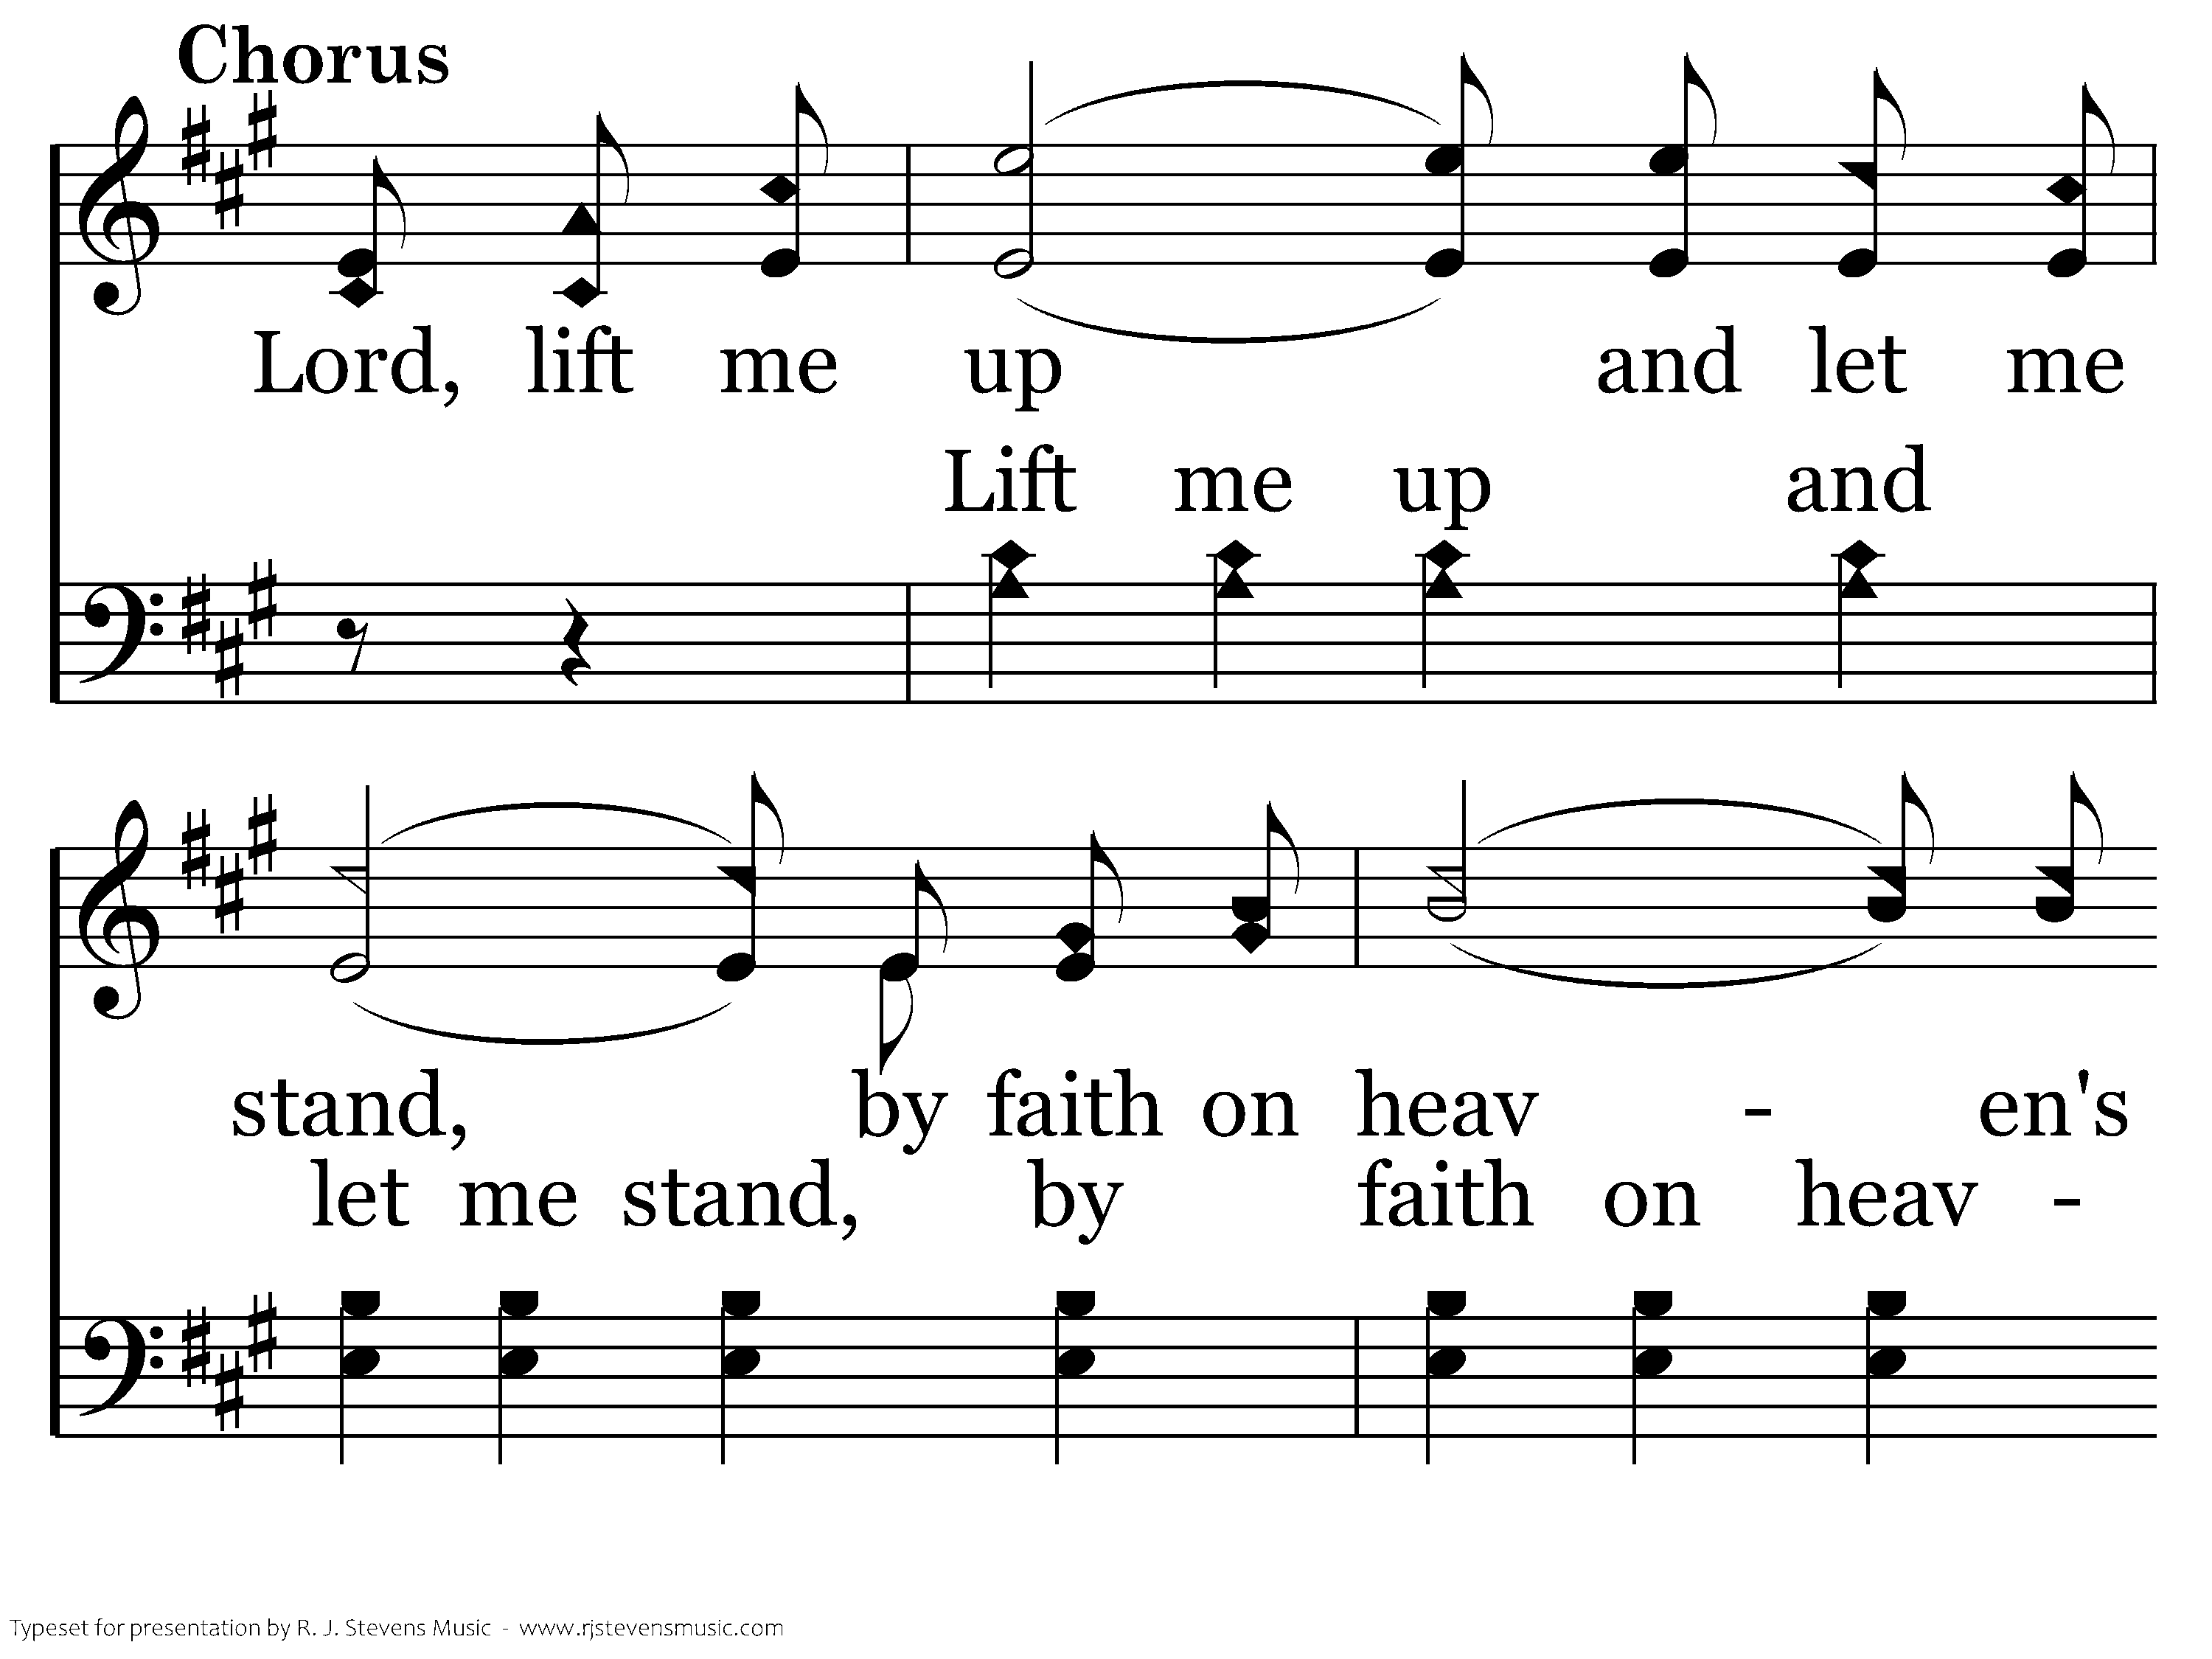 Chorus
Lord, lift me up and let me
Lift me up and
stand, by faith on heav - en's
let me stand, by faith on heav -
Typeset for presentation by R. J. Stevens Music - www.rjstevensmusic.com